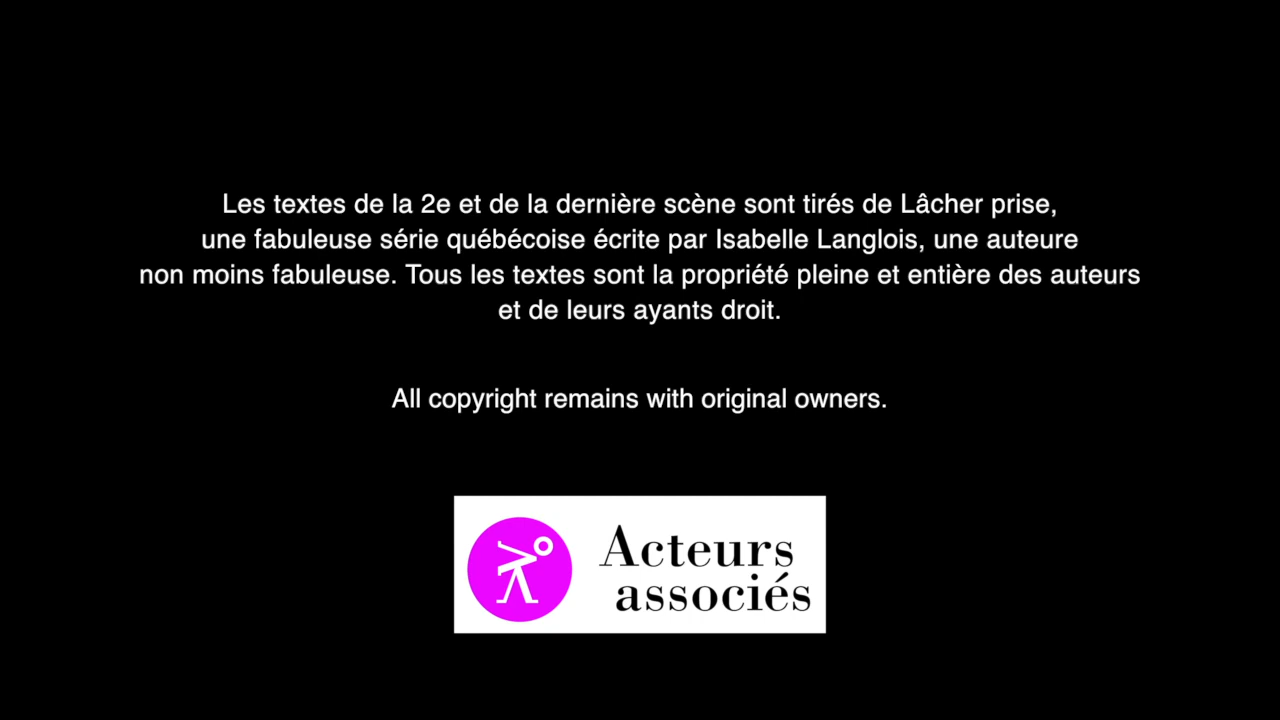 Les textes de la 2e et de la dernière scène sont tirés de Lâcher prise,
une fabuleuse série québécoise écrite par Isabelle Langlois, une auteure
non moins fabuleuse. Tous les textes sont la propriété pleine et entière des auteurs
et de leurs ayants droit.
All copyright remains with original owners.
Acteurs
associés